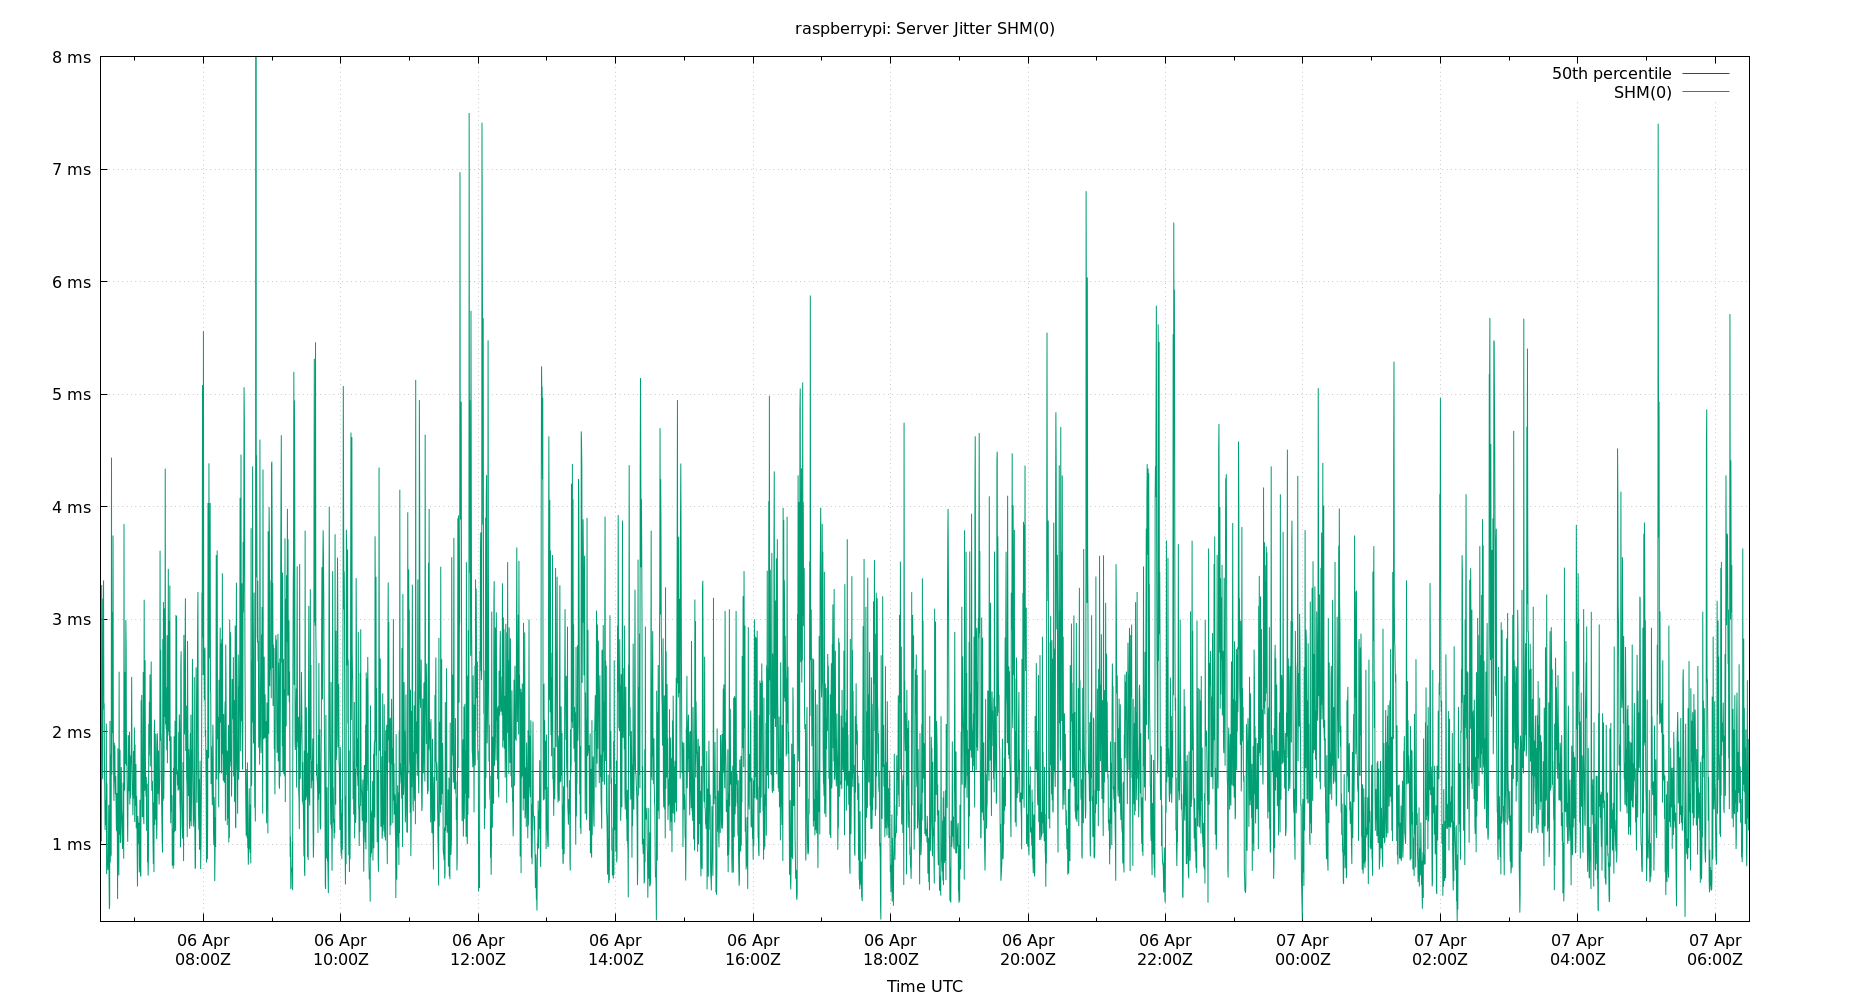 raspberrypi: Server Jitter SHM(0)
50th percentile
SHM(0)
8 ms
7 ms
6 ms
5 ms
4 ms
3 ms
2 ms
1 ms
06 Apr 06 Apr 06 Apr 06 Apr 06 Apr 06 Apr 06 Apr 06 Apr 07 Apr 07 Apr 07 Apr 07 Apr
08:00Z 10:00Z 12:00Z 14:00Z 16:00Z 18:00Z 20:00Z 22:00Z 00:00Z 02:00Z 04:00Z 06:00Z
Time UTC